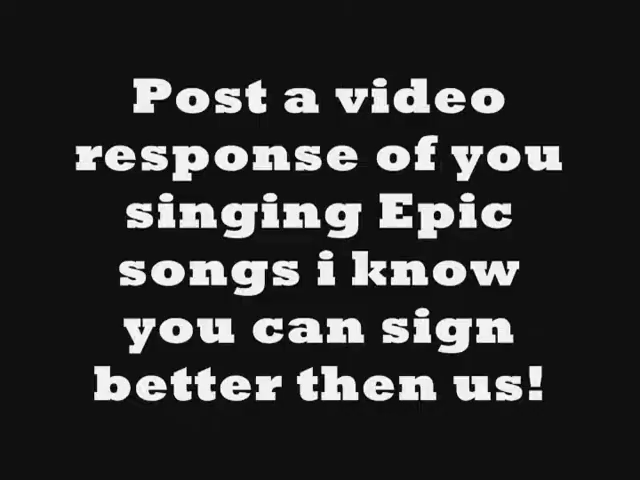 Post a video
response of you
singing Epic
songs i know
you can sign
better then us!